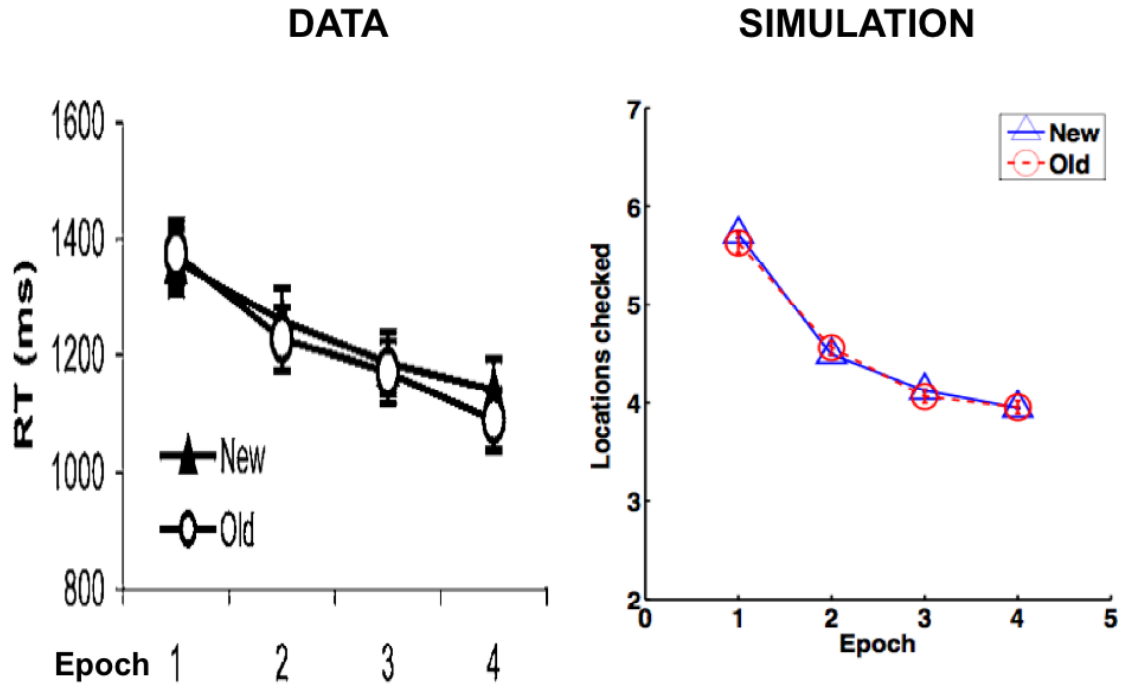 DATA
SIMULATION
1600
1400
1200
1000
800
RT (ms)
New
Old
Epoch 1 2 3 4
7
6
5
4
3
2
Locations checked
New
Old
0 1 2 3 4 5
Epoch